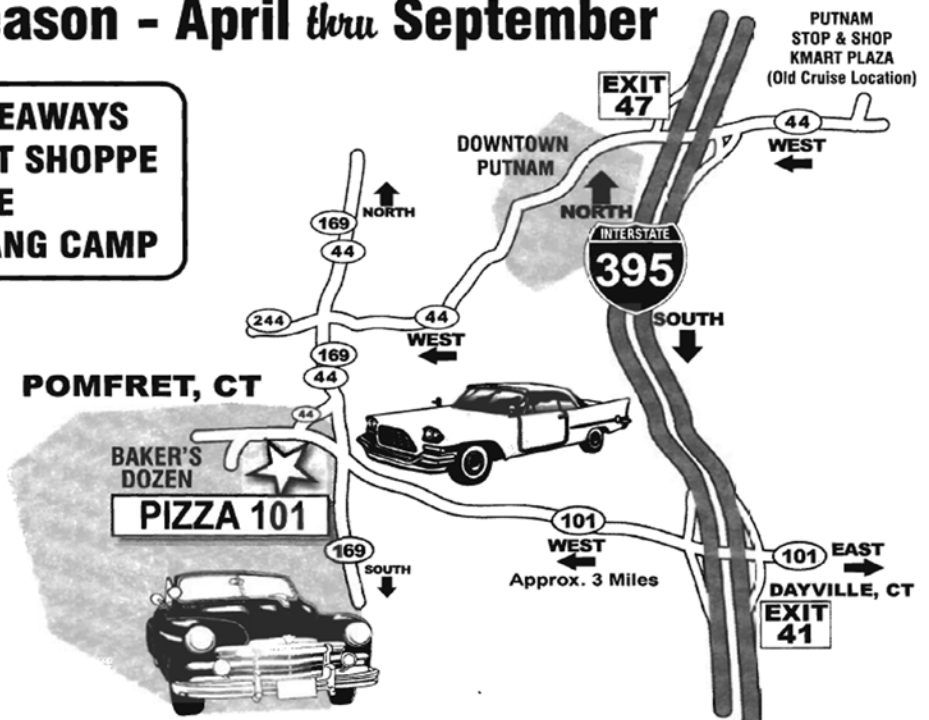 ason - April thru September
EAWAYS
T SHOPPE
E
ANG CAMP
PUTNAM
STOP & SHOP
KMART PLAZA
(Old Cruise Location)
EXIT
47
44
WEST
DOWNTOWN
PUTNAM
NORTH
169
NORTH
44
INTERSTATE
395
SOUTH
244
44
WEST
169
44
POMFRET, CT
44
BAKER'S
DOZEN
PIZZA 101
101
WEST
Approx. 3 Miles
169
SOUTH
101
EAST
DAYVILLE, CT
EXIT
41